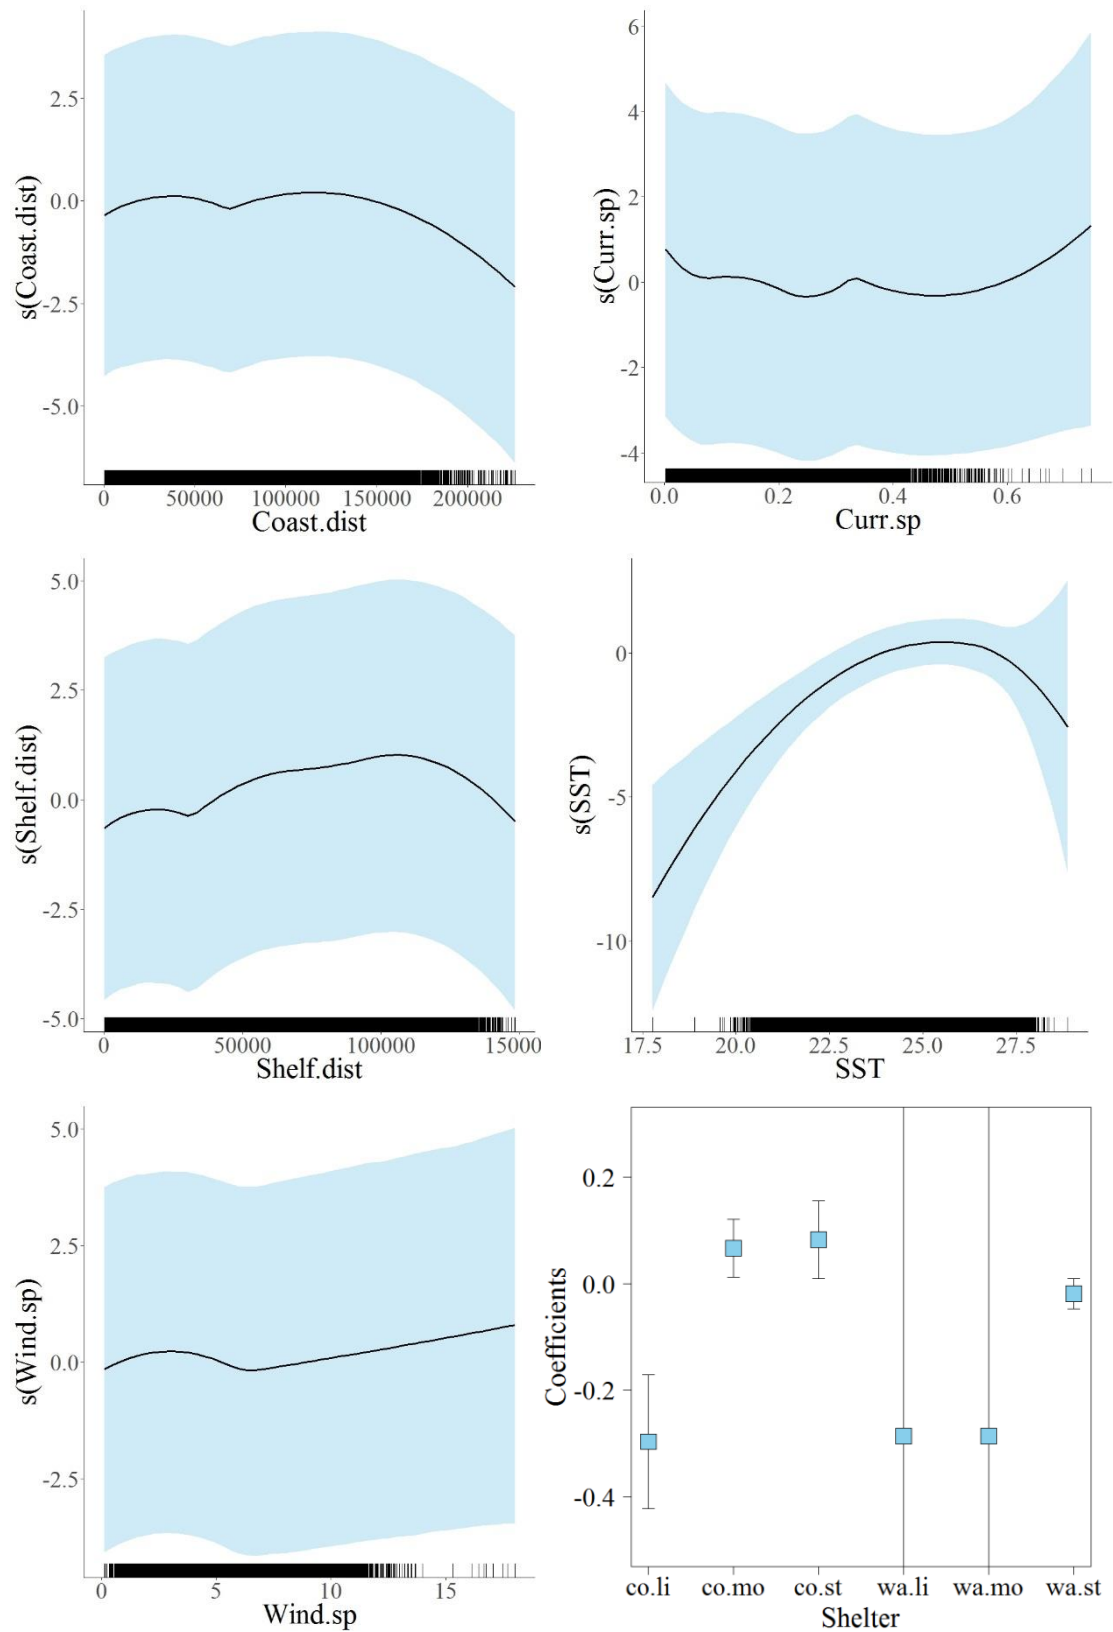 s(Coast.dist)
2.5
0.0
-2.5
-5.0
0 50000 100000 150000 200000
Coast.dist
s(Curr.sp)
6
4
2
0
-2
-4
0.0 0.2 0.4 0.6
Curr.sp
s(Shelf.dist)
5.0
2.5
0.0
-2.5
-5.0
0 50000 100000 15000
Shelf.dist
s(SST)
0
-5
-10
17.5 20.0 22.5 25.0 27.5
SST
s(Wind.sp)
5.0
2.5
0.0
-2.5
0 5 10 15
Wind.sp
Coefficients
0.2
0.0
-0.2
-0.4
co.li co.mo co.st wa.li wa.mo wa.st
Shelter